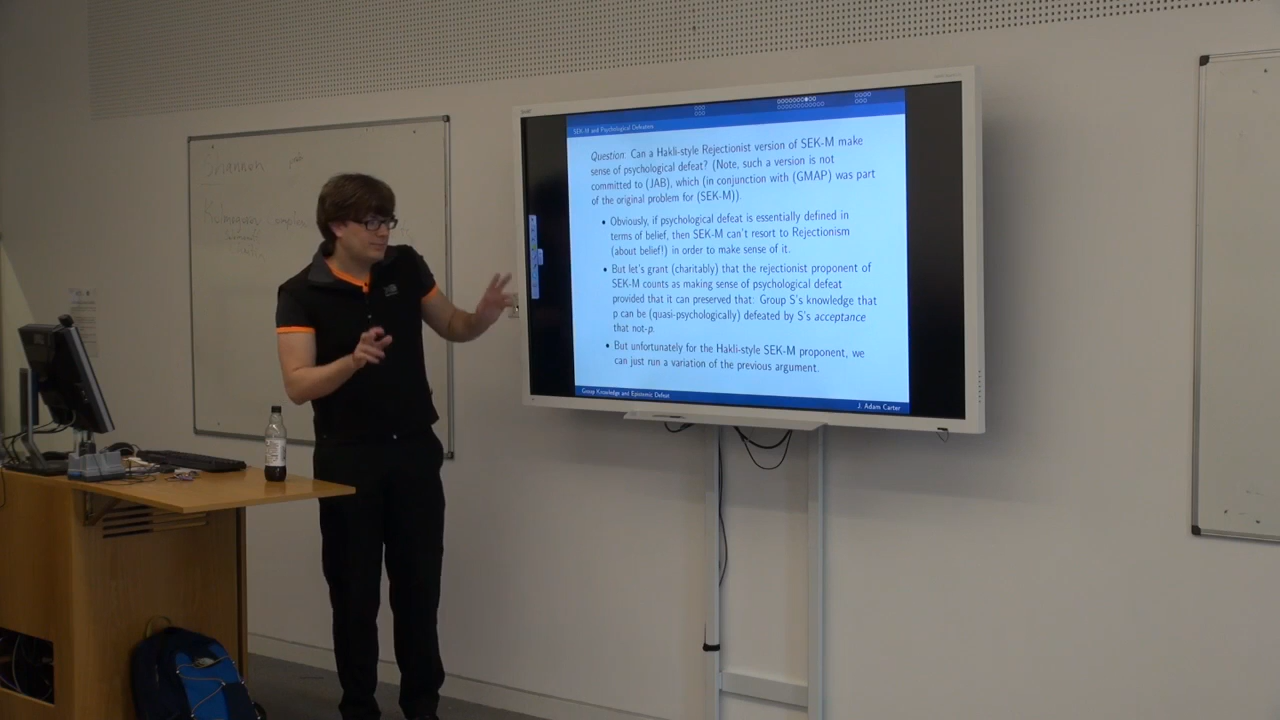 Shannon
SEK-M and Psychological Defeaters
Question: Can a Hakli-style Rejectionist version of SEK-M make
sense of psychological defeat? (Note, such a version is not
committed to (JAB), which (in conjunction with (GMAP) was part
of the original problem for (SEK-M))
• Obviously, if psychological defeat is essentially defined in
terms of belief, then SEK-M can't resort to Rejectionism
(about belief!) in order to make sense of it.
• But let's grant (charitably) that the rejectionist proponent of
SEK-M counts as making sense of psychological defeat
provided that it can preserved that: Group S's knowledge that
p can be (quasi-psychologically) defeated by S's acceptance
that not-p.
• But unfortunately for the Hakli-style SEK-M proponent, we
can just run a variation of the previous argument.
Group Knowledge and Epistemic Defeat
J. Adam Carter